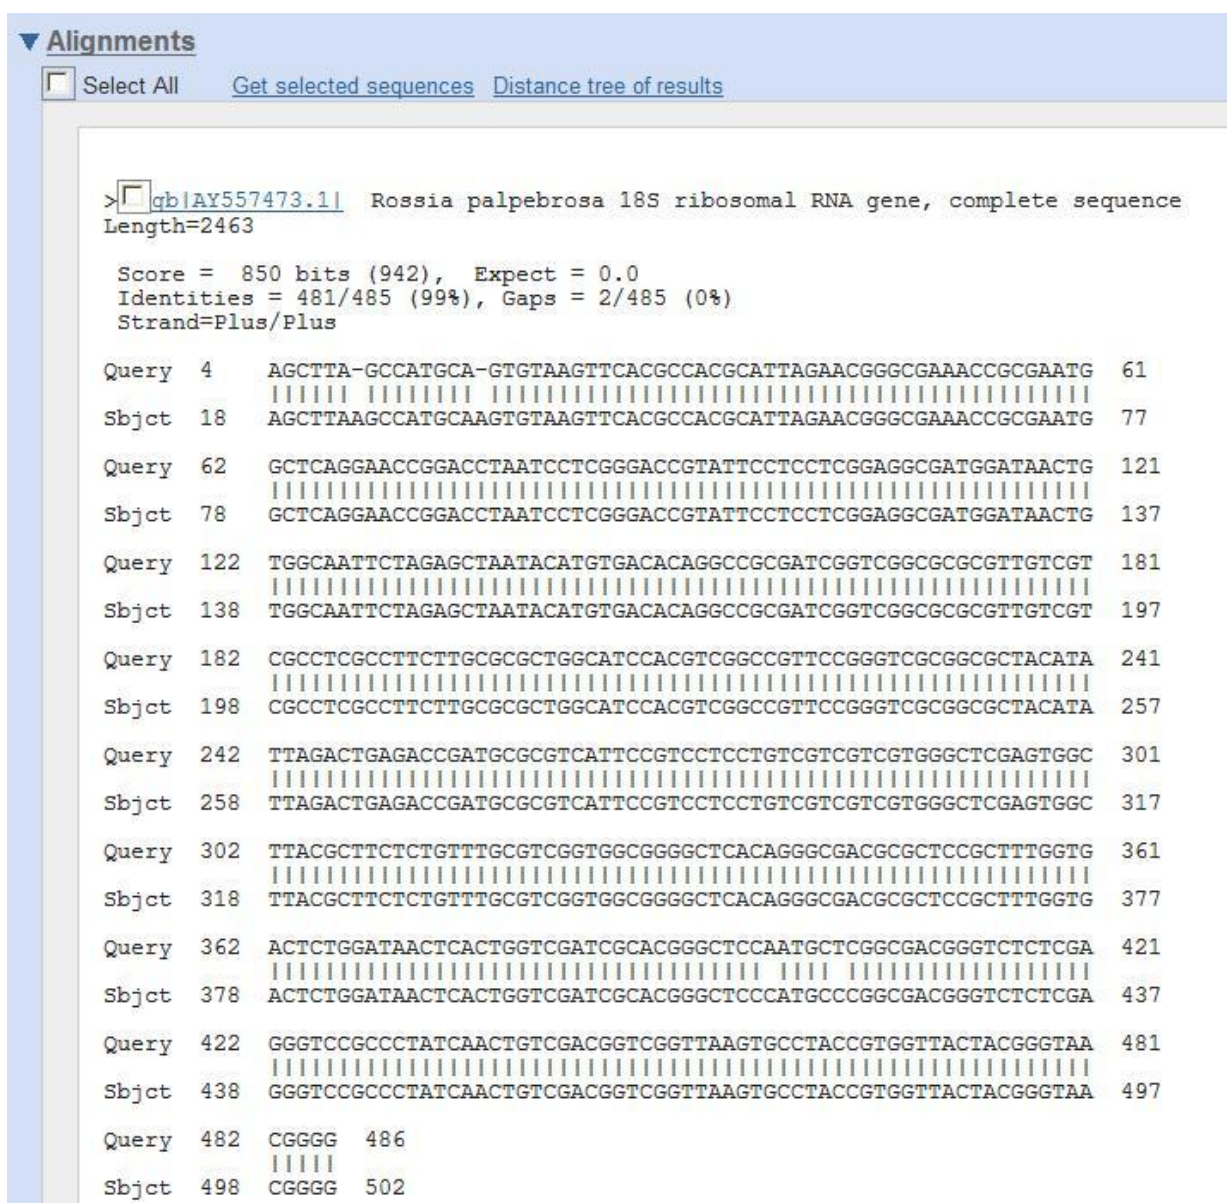 Alignments
Select All Get selected sequences Distance tree of results
>gb|AY557473.1| Rossia palpebrosa 18S ribosomal RNA gene, complete sequence
Length=2463
Score = 850 bits (942), Expect = 0.0
Identities = 481/485 (99%), Gaps = 2/485 (0%)
Strand=Plus/Plus
Query 4 AGCTTA-GCCATGCA-GTGTAAGTTCACGCCACGCATTAGAACGGGCGAAACCGCGAATG 61
|||||| |||||||| ||||||||||||||||||||||||||||||||||||||||||||
Sbjct 18 AGCTTAAGCCATGCAAGTGTAAGTTCACGCCACGCATTAGAACGGGCGAAACCGCGAATG 77
Query 62 GCTCAGGAACCGGACCTAATCCTCGGGACCGTATTCCTCCTCGGAGGCGATGGATAACTG 121
||||||||||||||||||||||||||||||||||||||||||||||||||||||||||||
Sbjct 78 GCTCAGGAACCGGACCTAATCCTCGGGACCGTATTCCTCCTCGGAGGCGATGGATAACTG 137
Query 122 TGGCAATTCTAGAGCTAATACATGTGACACAGGCCGCGATCGGTCGGCGCGCGTTGTCGT 181
||||||||||||||||||||||||||||||||||||||||||||||||||||||||||||
Sbjct 138 TGGCAATTCTAGAGCTAATACATGTGACACAGGCCGCGATCGGTCGGCGCGCGTTGTCGT 197
Query 182 CGCCTCGCCTTCTTGCGCGCTGGCATCCACGTCGGCCGTTCCGGGTCGCGGCGCTACATA 241
||||||||||||||||||||||||||||||||||||||||||||||||||||||||||||
Sbjct 198 CGCCTCGCCTTCTTGCGCGCTGGCATCCACGTCGGCCGTTCCGGGTCGCGGCGCTACATA 257
Query 242 TTAGACTGAGACCGATGCGCGTCATTCCGTCCTCCTGTCGTCGTCGTGGGCTCGAGTGGC 301
||||||||||||||||||||||||||||||||||||||||||||||||||||||||||||
Sbjct 258 TTAGACTGAGACCGATGCGCGTCATTCCGTCCTCCTGTCGTCGTCGTGGGCTCGAGTGGC 317
Query 302 TTACGCTTCTCTGTTTGCGTCGGTGGCGGGGCTCACAGGGCGACGCGCTCCGCTTTGGTG 361
||||||||||||||||||||||||||||||||||||||||||||||||||||||||||||
Sbjct 318 TTACGCTTCTCTGTTTGCGTCGGTGGCGGGGCTCACAGGGCGACGCGCTCCGCTTTGGTG 377
Query 362 ACTCTGGATAACTCACTGGTCGATCGCACGGGCTCCAATGCTCGGCGACGGGTCTCTCGA 421
|||||||||||||||||||||||||||||||||||| |||| ||||||||||||||||||
Sbjct 378 ACTCTGGATAACTCACTGGTCGATCGCACGGGCTCCCATGCCCGGCGACGGGTCTCTCGA 437
Query 422 GGGTCCGCCCTATCAACTGTCGACGGTCGGTTAAGTGCCTACCGTGGTTACTACGGGTAA 481
||||||||||||||||||||||||||||||||||||||||||||||||||||||||||||
Sbjct 438 GGGTCCGCCCTATCAACTGTCGACGGTCGGTTAAGTGCCTACCGTGGTTACTACGGGTAA 497
Query 482 CGGGG 486
|||||
Sbjct 498 CGGGG 502